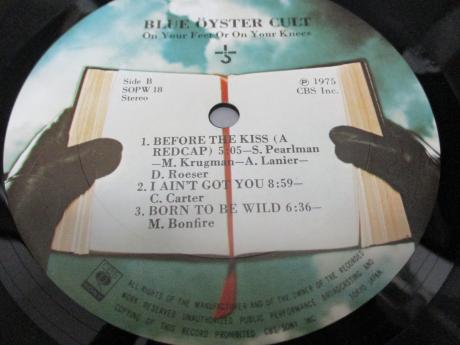 BLUE ÖYSTER CULT
On Your Feet Or On Your Knees
Side B
SOPW 18
Stereo
℗ 1975
CBS Inc.
1. BEFORE THE KISS (A
REDCAP) 5:05—S. Pearlman
—M. Krugman—A. Lanier—
D. Roeser
2. I AIN'T GOT YOU 8:59—
C. Carter
3. BORN TO BE WILD 6:36—
M. Bonfire
ALL RIGHTS OF THE MANUFACTURER AND OF THE OWNER OF THE RECORDED
WORK RESERVED UNAUTHORISED PUBLIC PERFORMANCE BROADCASTING AND
COPYING OF THIS RECORD PROHIBITED CBS/SONY INC. TOKYO JAPAN